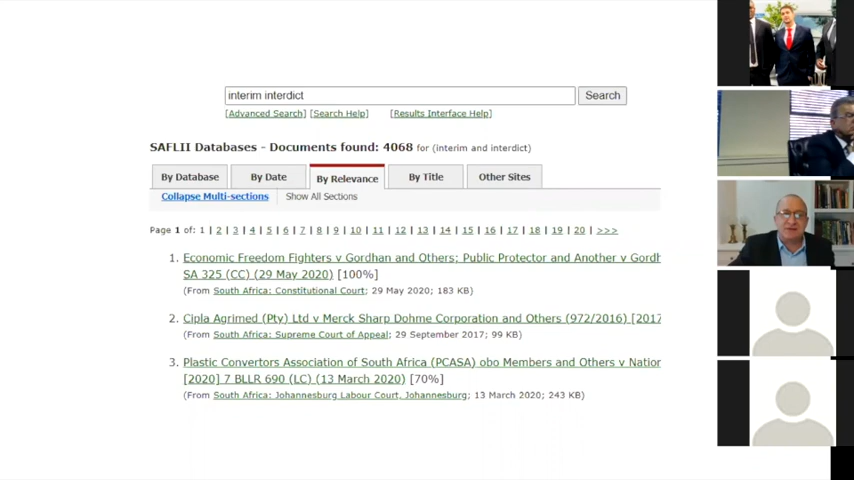 interim interdict
Search
[Advanced Search] [Search Help] [Results Interface Help]
SAFLII Databases - Documents found: 4068 for (interim and interdict)
By Database By Date By Relevance By Title Other Sites
Collapse Multi-sections Show All Sections
Page 1 of: 1 | 2 | 3 | 4 | 5 | 6 | 7 | 8 | 9 | 10 | 11 | 12 | 13 | 14 | 15 | 16 | 17 | 18 | 19 | 20 | >>>
1. Economic Freedom Fighters v Gordhan and Others; Public Protector and Another v Gordh
SA 325 (CC) (29 May 2020) [100%]
(From South Africa: Constitutional Court; 29 May 2020; 183 KB)
2. Cipla Agrimed (Pty) Ltd v Merck Sharp Dohme Corporation and Others (972/2016) [2017
(From South Africa: Supreme Court of Appeal; 29 September 2017; 99 KB)
3. Plastic Convertors Association of South Africa (PCASA) obo Members and Others v Nation
[2020] 7 BLLR 690 (LC) (13 March 2020) [70%]
(From South Africa: Johannesburg Labour Court, Johannesburg; 13 March 2020; 243 KB)